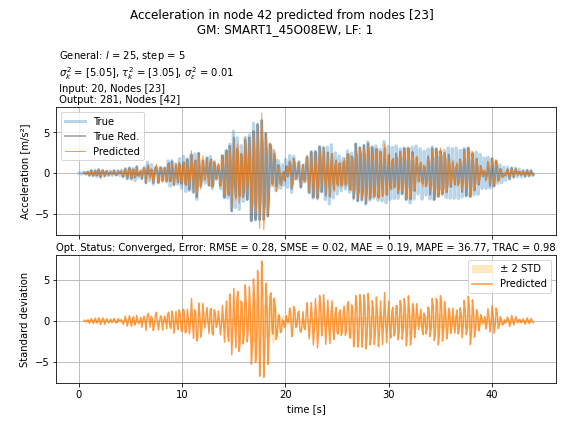 Acceleration in node 42 predicted from nodes [23]
GM: SMART1_45O08EW, LF: 1
General: l = 25, step = 5
σ²ₖ = [5.05], τ²ₖ = [3.05], σ²ε = 0.01
Input: 20, Nodes [23]
Output: 281, Nodes [42]
True
True Red.
Predicted
Acceleration [m/s²]
5
0
−5
Opt. Status: Converged, Error: RMSE = 0.28, SMSE = 0.02, MAE = 0.19, MAPE = 36.77, TRAC = 0.98
± 2 STD
Predicted
Standard deviation
5
0
−5
0 10 20 30 40
time [s]